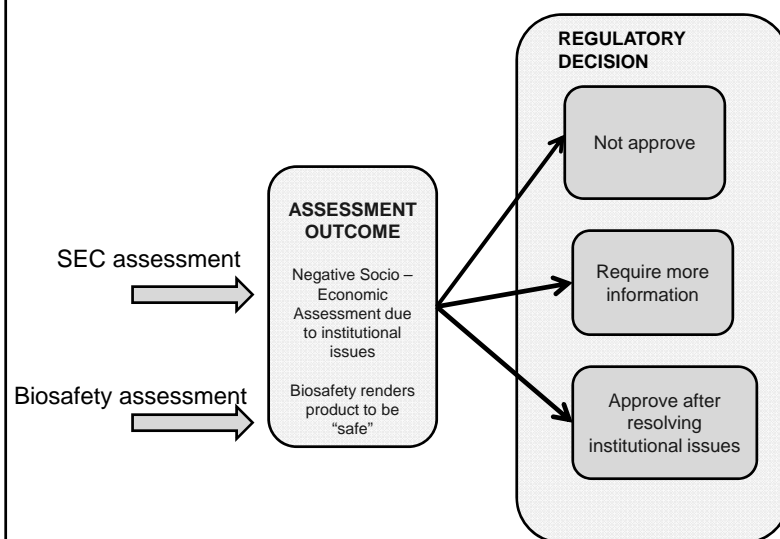 SEC assessment
Biosafety assessment
ASSESSMENT
OUTCOME
Negative Socio –
Economic
Assessment due
to institutional
issues
Biosafety renders
product to be
“safe”
REGULATORY
DECISION
Not approve
Require more
information
Approve after
resolving
institutional issues